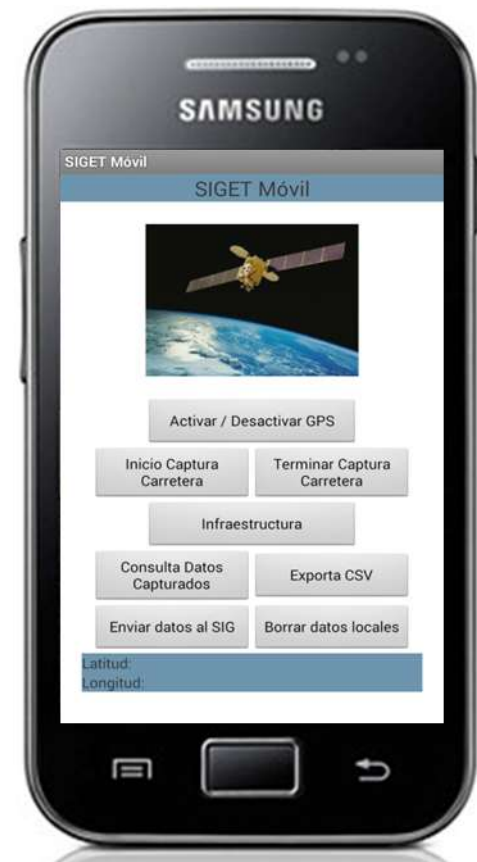 SAMSUNG
SIGET Móvil
SIGET Móvil
Activar / Desactivar GPS
Inicio Captura
Carretera
Terminar Captura
Carretera
Infraestructura
Consulta Datos
Capturados
Exporta CSV
Enviar datos al SIG
Borrar datos locales
Latitud:
Longitud: